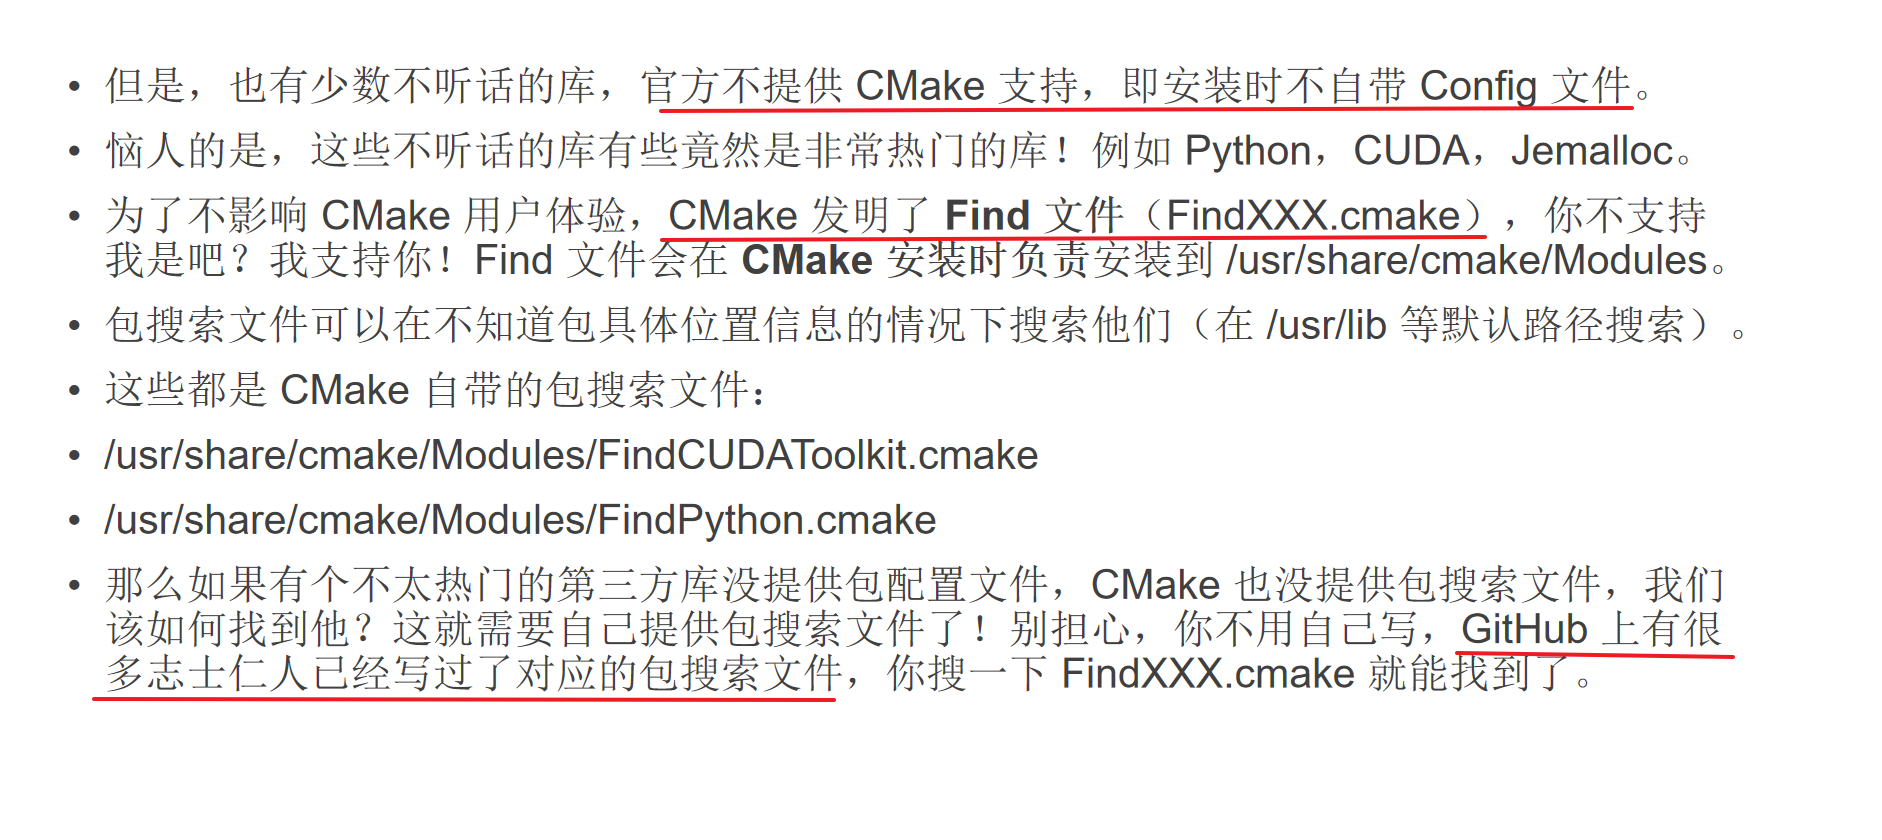 • 但是，也有少数不听话的库，官方不提供 CMake 支持，即安装时不自带 Config 文件。
• 恼人的是，这些不听话的库有些竟然是非常热门的库！例如 Python，CUDA，Jemalloc。
• 为了不影响 CMake 用户体验，CMake 发明了 Find 文件（FindXXX.cmake），你不支持
我是吧？我支持你！Find 文件会在 CMake 安装时负责安装到 /usr/share/cmake/Modules。
• 包搜索文件可以在不知道包具体位置信息的情况下搜索他们（在 /usr/lib 等默认路径搜索）。
• 这些都是 CMake 自带的包搜索文件：
• /usr/share/cmake/Modules/FindCUDAToolkit.cmake
• /usr/share/cmake/Modules/FindPython.cmake
• 那么如果有个不太热门的第三方库没提供包配置文件，CMake 也没提供包搜索文件，我们
该如何找到他？这就需要自己提供包搜索文件了！别担心，你不用自己写，GitHub 上有很
多志士仁人已经写过了对应的包搜索文件，你搜一下 FindXXX.cmake 就能找到了。